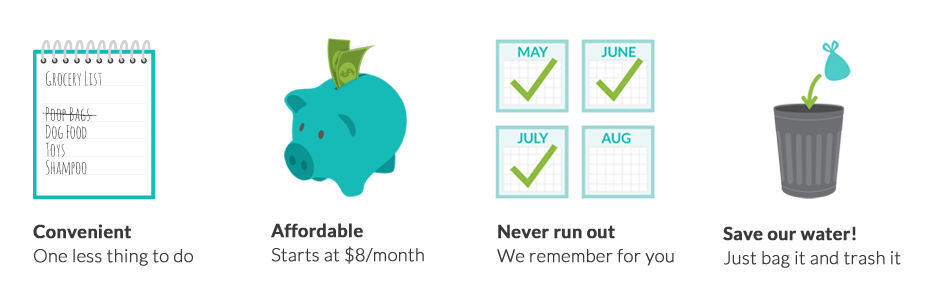 GROCERY LIST
POOP BAGS
DOG FOOD
TOYS
SHAMPOO
Convenient
One less thing to do
$
Affordable
Starts at $8/month
MAY
JUNE
JULY
AUG
Never run out
We remember for you
Save our water!
Just bag it and trash it